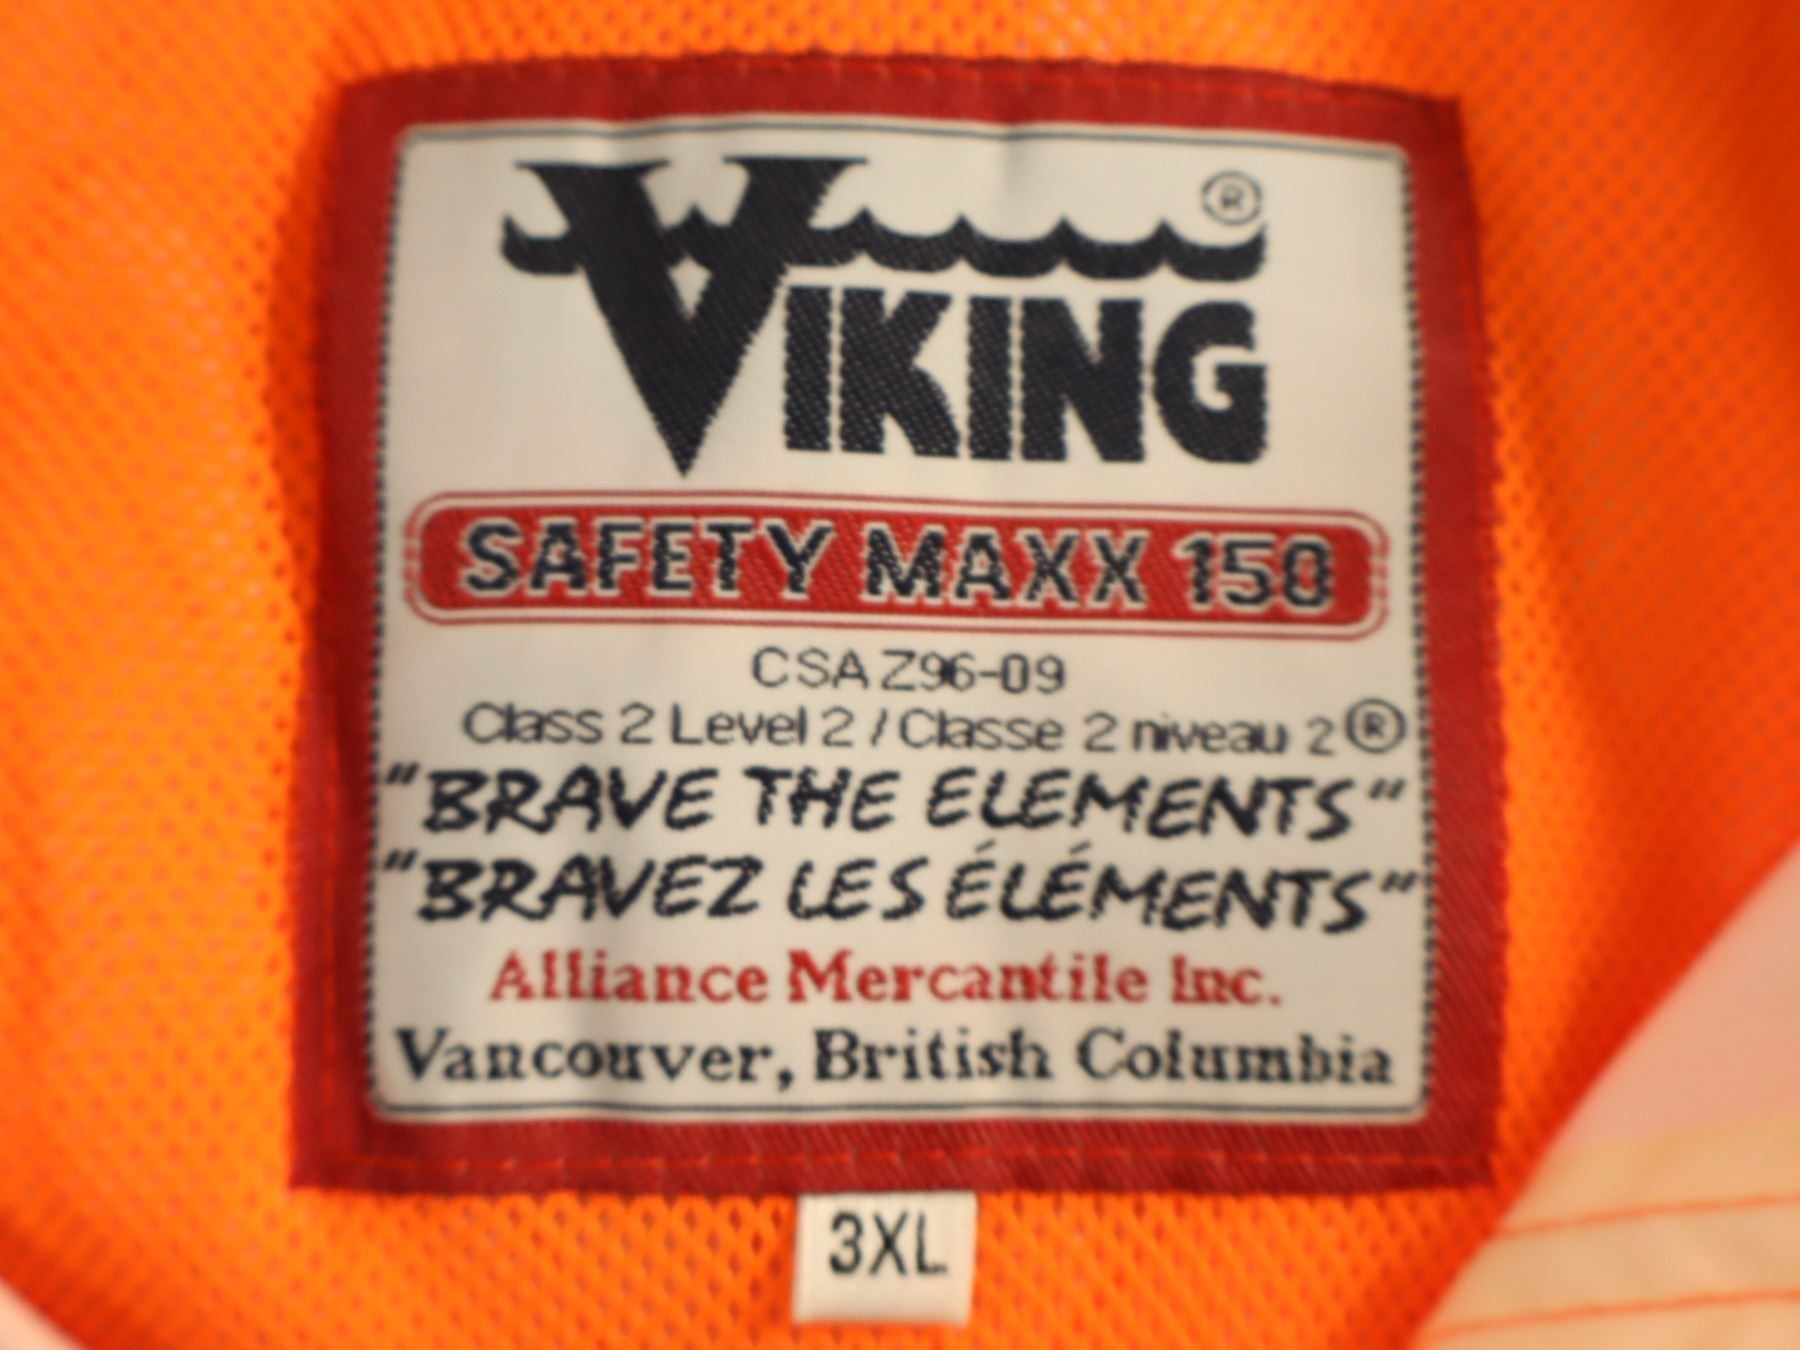 VIKING®
SAFETY MAXX 150
CSA Z96-09
Class 2 Level 2 / Classe 2 niveau 2®
"BRAVE THE ELEMENTS"
"BRAVEZ LES ÉLÉMENTS"
Alliance Mercantile Inc.
Vancouver, British Columbia
3XL